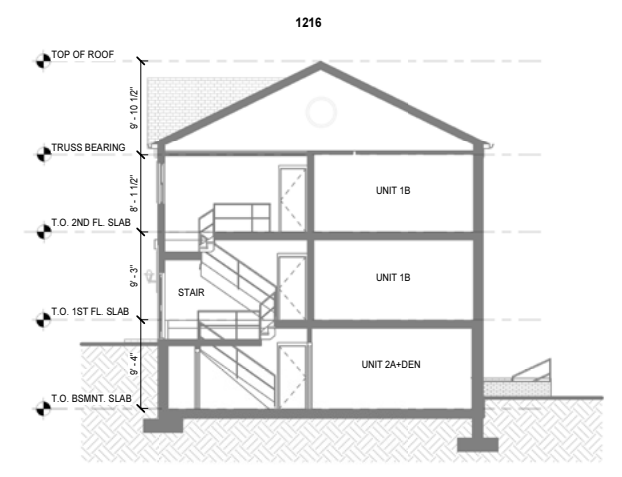 1216
TOP OF ROOF
9' - 10 1/2"
TRUSS BEARING
8' - 1 1/2"
UNIT 1B
T.O. 2ND FL. SLAB
9' - 3"
UNIT 1B
STAIR
T.O. 1ST FL. SLAB
9' - 4"
UNIT 2A+DEN
T.O. BSMNT. SLAB